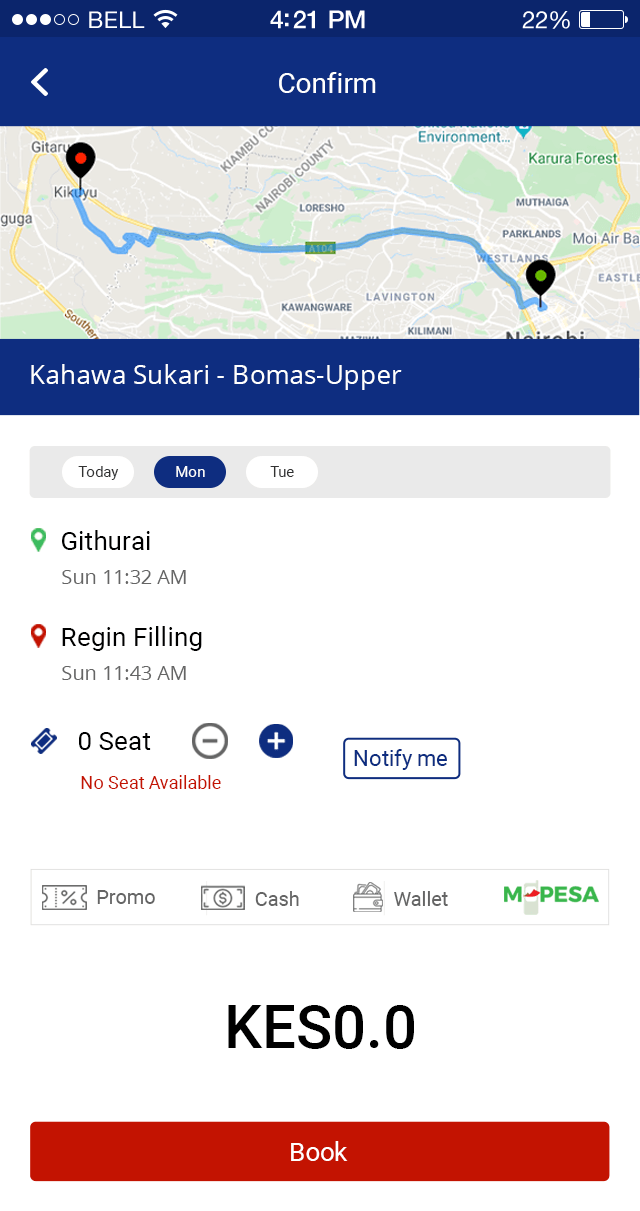 BELL 4:21 PM 22%
Confirm
Environment...
Gitaru
KIAMBU CO
Karura Forest
NAIROBI COUNTY
Kikuyu
LORESHO
MUTHAIGA
guga
PARKLANDS
Moi Air Ba
A104
WESTLANDS
EASTLE
LAVINGTON
KAWANGWARE
Southern
KILIMANI
Nairobi
Kahawa Sukari - Bomas-Upper
Today Mon Tue
Githurai
Sun 11:32 AM
Regin Filling
Sun 11:43 AM
0 Seat
Notify me
No Seat Available
Promo Cash Wallet M-PESA
KES0.0
Book